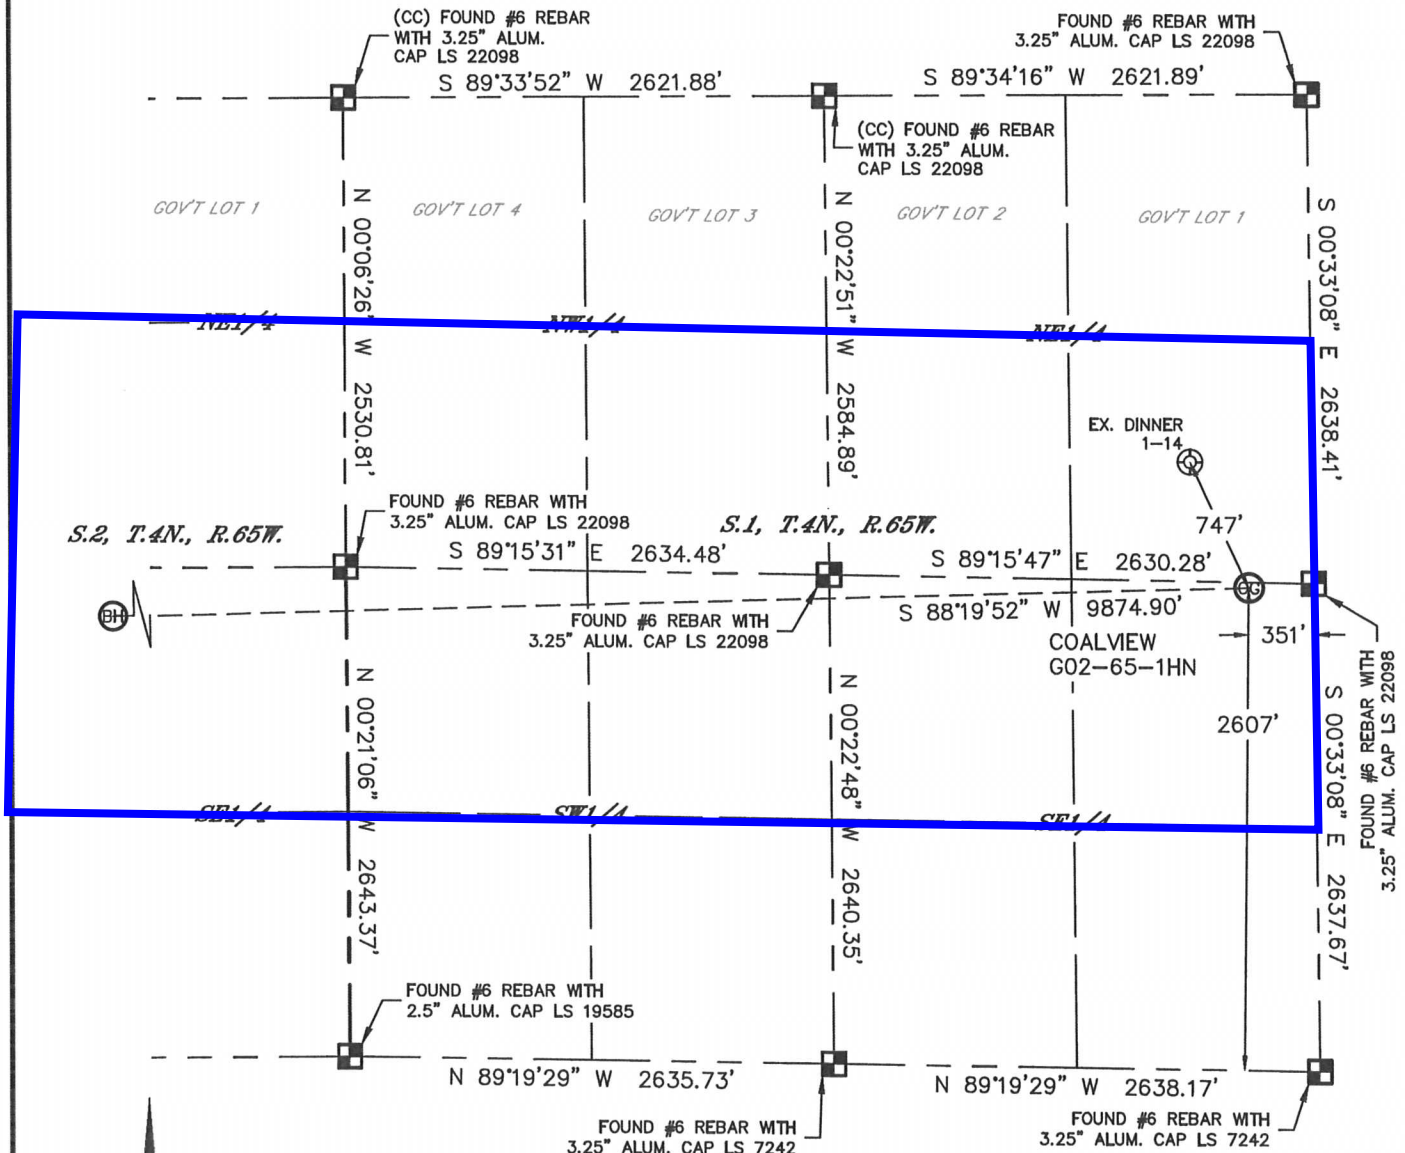 (CC) FOUND #6 REBAR
WITH 3.25" ALUM.
CAP LS 22098
FOUND #6 REBAR WITH
3.25" ALUM. CAP LS 22098
S 89°33'52" W 2621.88'
S 89°34'16" W 2621.89'
(CC) FOUND #6 REBAR
WITH 3.25" ALUM.
CAP LS 22098
GOV'T LOT 1
GOV'T LOT 4
GOV'T LOT 3
GOV'T LOT 2
GOV'T LOT 1
N 00°06'26" W 2530.81'
N 00°22'51" W 2584.89'
S 00°33'08" E 2638.41'
NE1/4
NW1/4
NE1/4
EX. DINNER
1-14
747'
FOUND #6 REBAR WITH
3.25" ALUM. CAP LS 22098
S.2, T.4N., R.65W.
S.1, T.4N., R.65W.
S 89°15'31" E 2634.48'
S 89°15'47" E 2630.28'
BH
OG
S 88°19'52" W 9874.90'
FOUND #6 REBAR WITH
3.25" ALUM. CAP LS 22098
COALVIEW
G02-65-1HN
351'
2607'
FOUND #6 REBAR WITH
3.25" ALUM. CAP LS 22098
N 00°21'06" W 2643.37'
N 00°22'48" W 2640.35'
S 00°33'08" E 2637.67'
SE1/4
SW1/4
SE1/4
FOUND #6 REBAR WITH
2.5" ALUM. CAP LS 19585
N 89°19'29" W 2635.73'
N 89°19'29" W 2638.17'
FOUND #6 REBAR WITH
3.25" ALUM. CAP LS 7242
FOUND #6 REBAR WITH
3.25" ALUM. CAP LS 7242